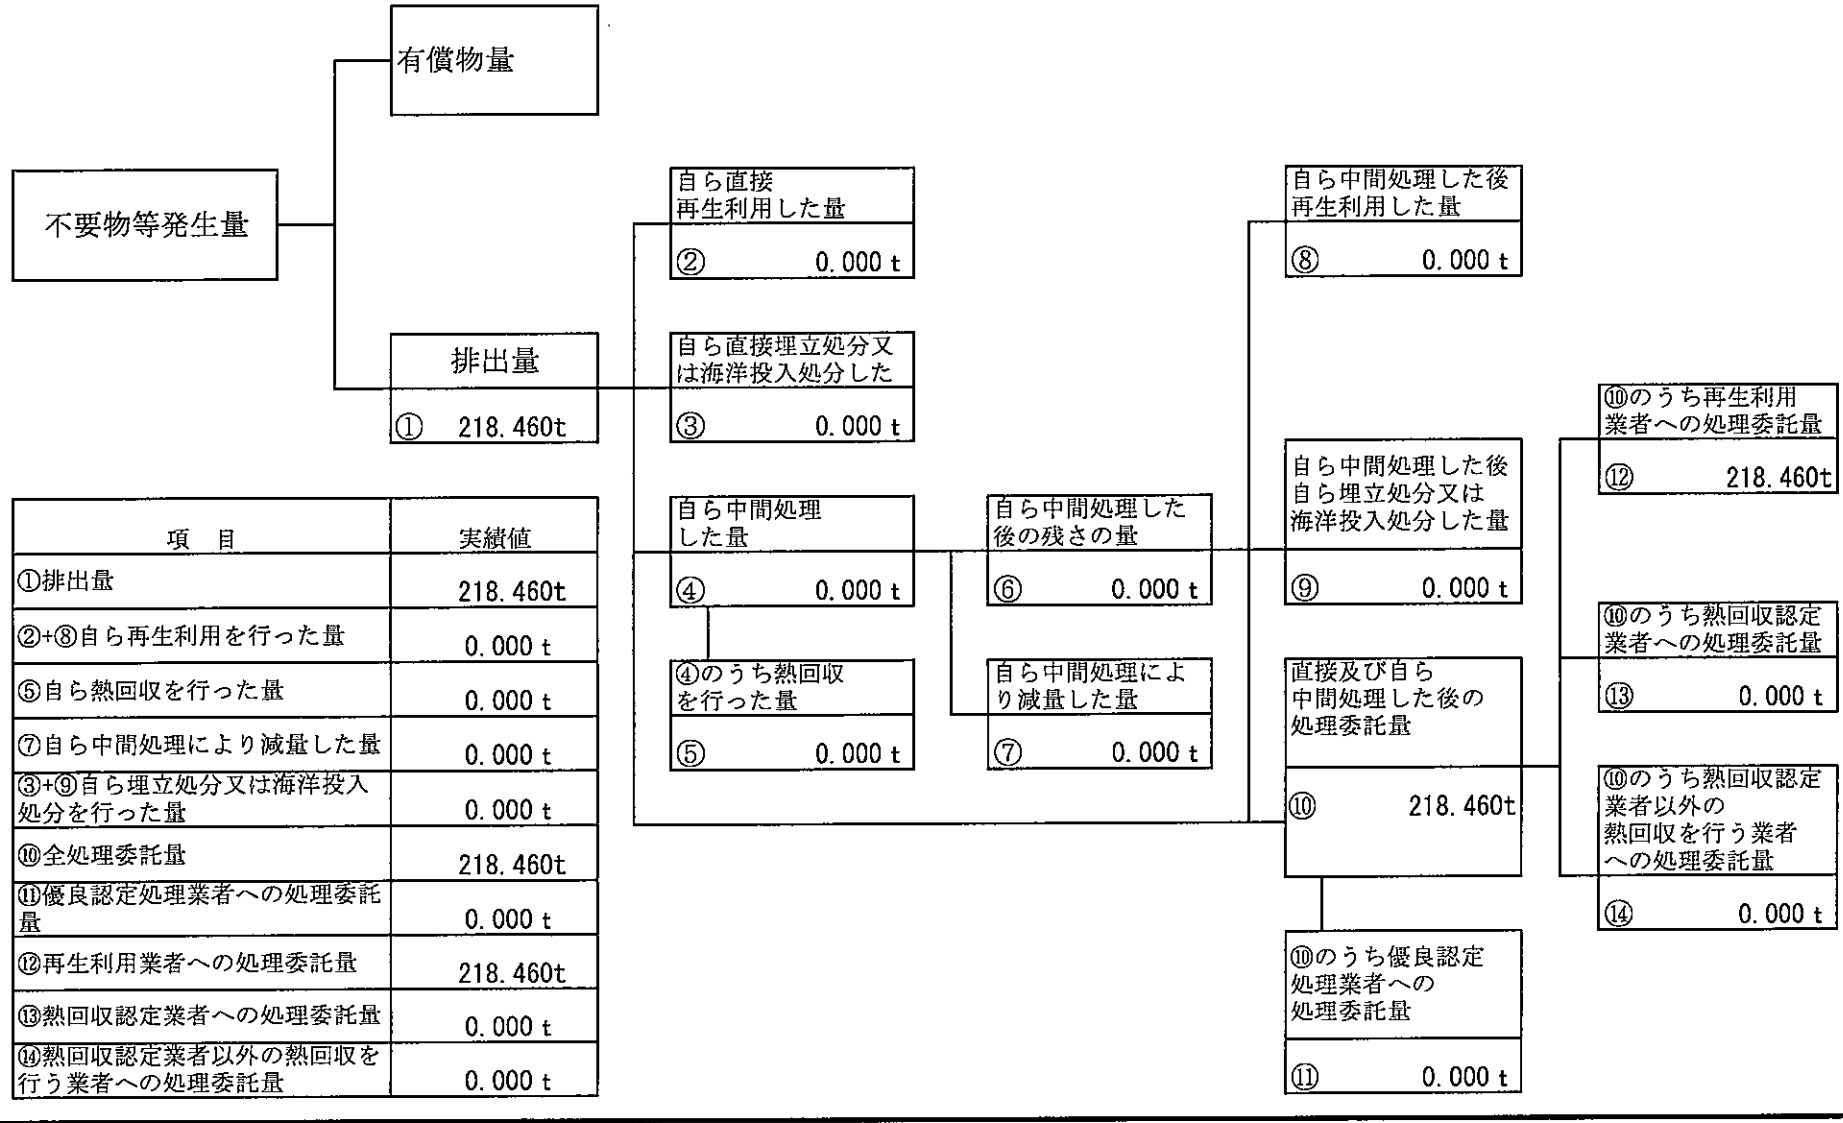 有償物量
不要物等発生量
排出量
① 218.460t
自ら直接
再生利用した量
② 0.000 t
自ら直接埋立処分又
は海洋投入処分した
③ 0.000 t
自ら中間処理
した量
④ 0.000 t
④のうち熱回収
を行った量
⑤ 0.000 t
自ら中間処理した
後の残さの量
⑥ 0.000 t
自ら中間処理によ
り減量した量
⑦ 0.000 t
自ら中間処理した後
再生利用した量
⑧ 0.000 t
自ら中間処理した後
自ら埋立処分又は
海洋投入処分した量
⑨ 0.000 t
直接及び自ら
中間処理した後の
処理委託量
⑩ 218.460t
⑩のうち優良認定
処理業者への
処理委託量
⑪ 0.000 t
⑩のうち再生利用
業者への処理委託量
⑫ 218.460t
⑩のうち熱回収認定
業者への処理委託量
⑬ 0.000 t
⑩のうち熱回収認定
業者以外の
熱回収を行う業者
への処理委託量
⑭ 0.000 t
項 目 実績値
①排出量 218.460t
②+⑧自ら再生利用を行った量 0.000 t
⑤自ら熱回収を行った量 0.000 t
⑦自ら中間処理により減量した量 0.000 t
③+⑨自ら埋立処分又は海洋投入
処分を行った量 0.000 t
⑩全処理委託量 218.460t
⑪優良認定処理業者への処理委託
量 0.000 t
⑫再生利用業者への処理委託量 218.460t
⑬熱回収認定業者への処理委託量 0.000 t
⑭熱回収認定業者以外の熱回収を
行う業者への処理委託量 0.000 t